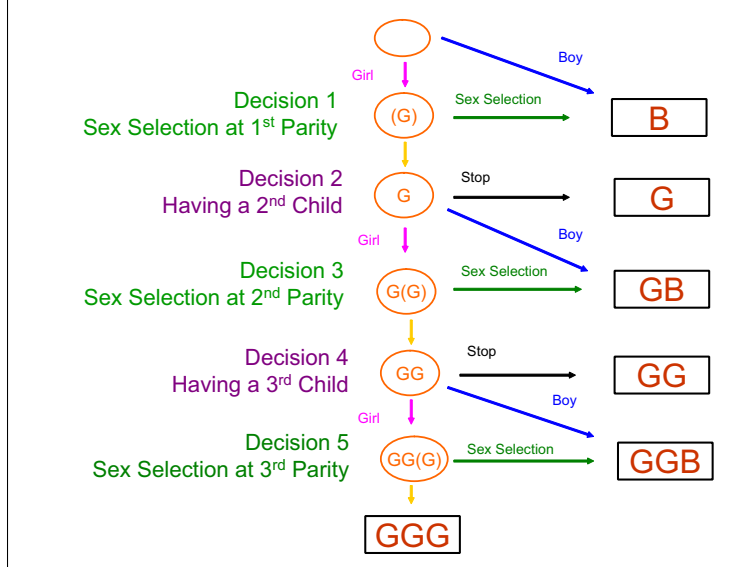 Boy
Girl
Decision 1
Sex Selection at 1st Parity
(G)
Sex Selection
B
Decision 2
Having a 2nd Child
G
Stop
G
Girl
Boy
Decision 3
Sex Selection at 2nd Parity
G(G)
Sex Selection
GB
Decision 4
Having a 3rd Child
GG
Stop
GG
Girl
Boy
Decision 5
Sex Selection at 3rd Parity
GG(G)
Sex Selection
GGB
GGG